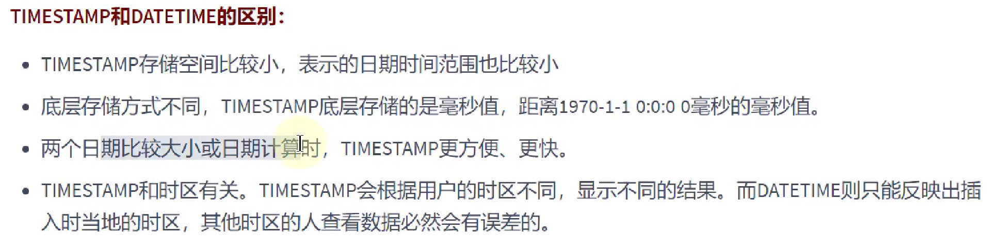 TIMESTAMP和DATETIME的区别：
TIMESTAMP存储空间比较小，表示的日期时间范围也比较小
底层存储方式不同，TIMESTAMP底层存储的是毫秒值，距离1970-1-1 0:0:0 0毫秒的毫秒值。
两个日期比较大小或日期计算时，TIMESTAMP更方便、更快。
TIMESTAMP和时区有关。TIMESTAMP会根据用户的时区不同，显示不同的结果。而DATETIME则只能反映出插
入时当地的时区，其他时区的人查看数据必然会有误差的。